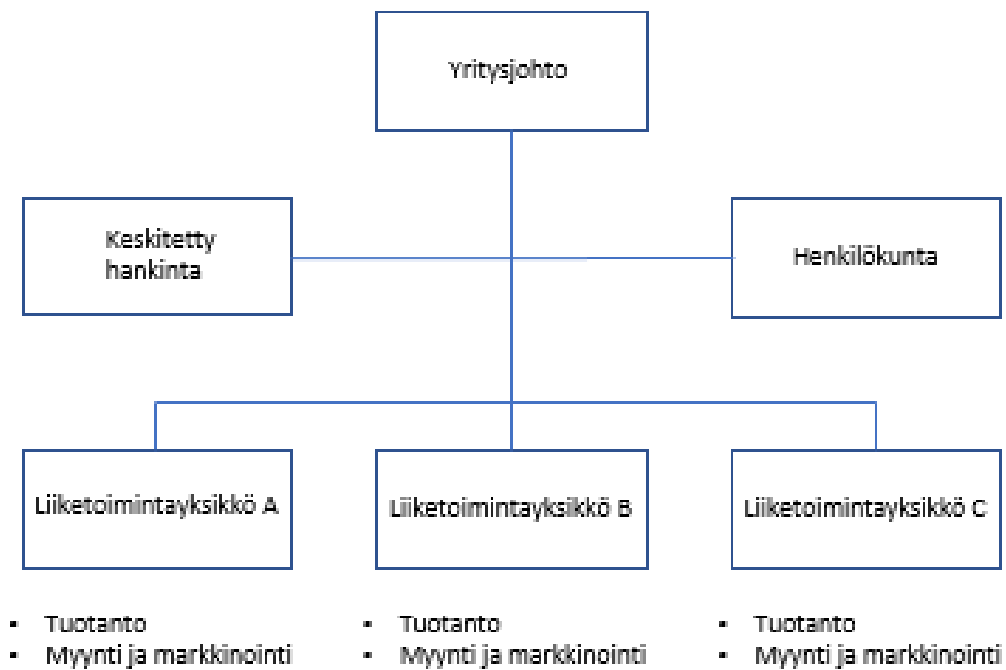 Yritysjohto
Keskitetty
hankinta
Henkilökunta
Liiketoimintayksikkö A
Liiketoimintayksikkö B
Liiketoimintayksikkö C
▪ Tuotanto
▪ Myynti ja markkinointi
▪ Tuotanto
▪ Myynti ja markkinointi
▪ Tuotanto
▪ Myynti ja markkinointi